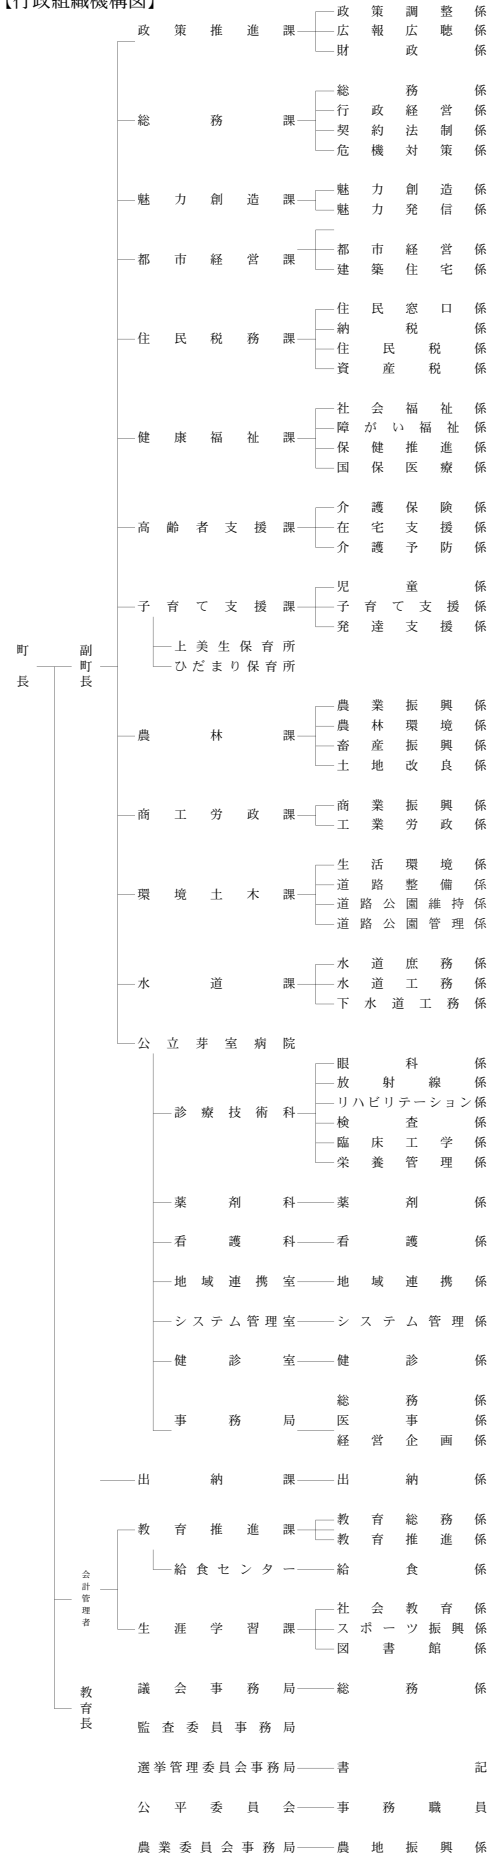 【行政組織機構図】
政策推進課
政策調整係
広報広聴係
財政係
総務課
総務係
行政経営係
契約法制係
危機対策係
魅力創造課
魅力創造係
魅力発信係
都市経営課
都市経営係
建築住宅係
住民税務課
住民窓口係
納税係
住民税係
資産税係
健康福祉課
社会福祉係
障がい福祉係
保健推進係
国保医療係
高齢者支援課
介護保険係
在宅支援係
介護予防係
子育て支援課
児童係
子育て支援係
発達支援係
上美生保育所
ひだまり保育所
町長
副町長
農林課
農業振興係
農林環境係
畜産振興係
土地改良係
商工労政課
商業振興係
工業労政係
環境土木課
生活環境係
道路整備係
道路公園維持係
道路公園管理係
水道課
水道庶務係
水道工務係
下水道工務係
公立芽室病院
診療技術科
眼科係
放射線係
リハビリテーション係
検査係
臨床工学係
栄養管理係
薬剤科
薬剤係
看護科
看護係
地域連携室
地域連携係
システム管理室
システム管理係
健診室
健診係
事務局
総務係
医事係
経営企画係
出納課
出納係
会計管理者
教育推進課
教育総務係
教育推進係
給食センター
給食係
生涯学習課
社会教育係
スポーツ振興係
図書館係
教育長
議会事務局
総務係
監査委員事務局
選挙管理委員会事務局
書記
公平委員会
事務職員
農業委員会事務局
農地振興係